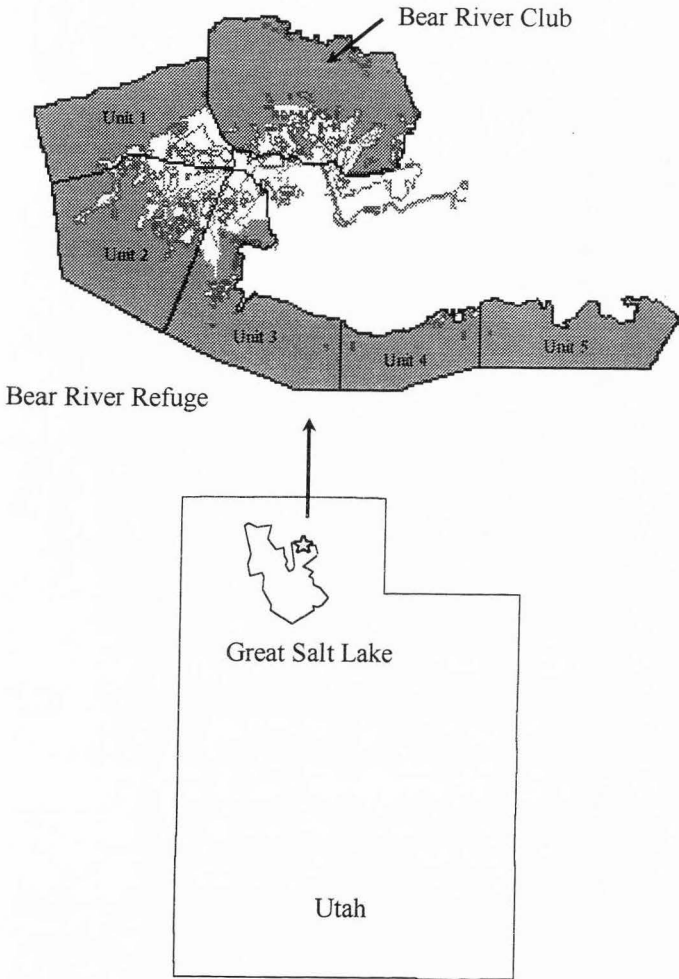 Bear River Club
Unit 1
Unit 2
Unit 3
Unit 4
Unit 5
Bear River Refuge
Great Salt Lake
Utah